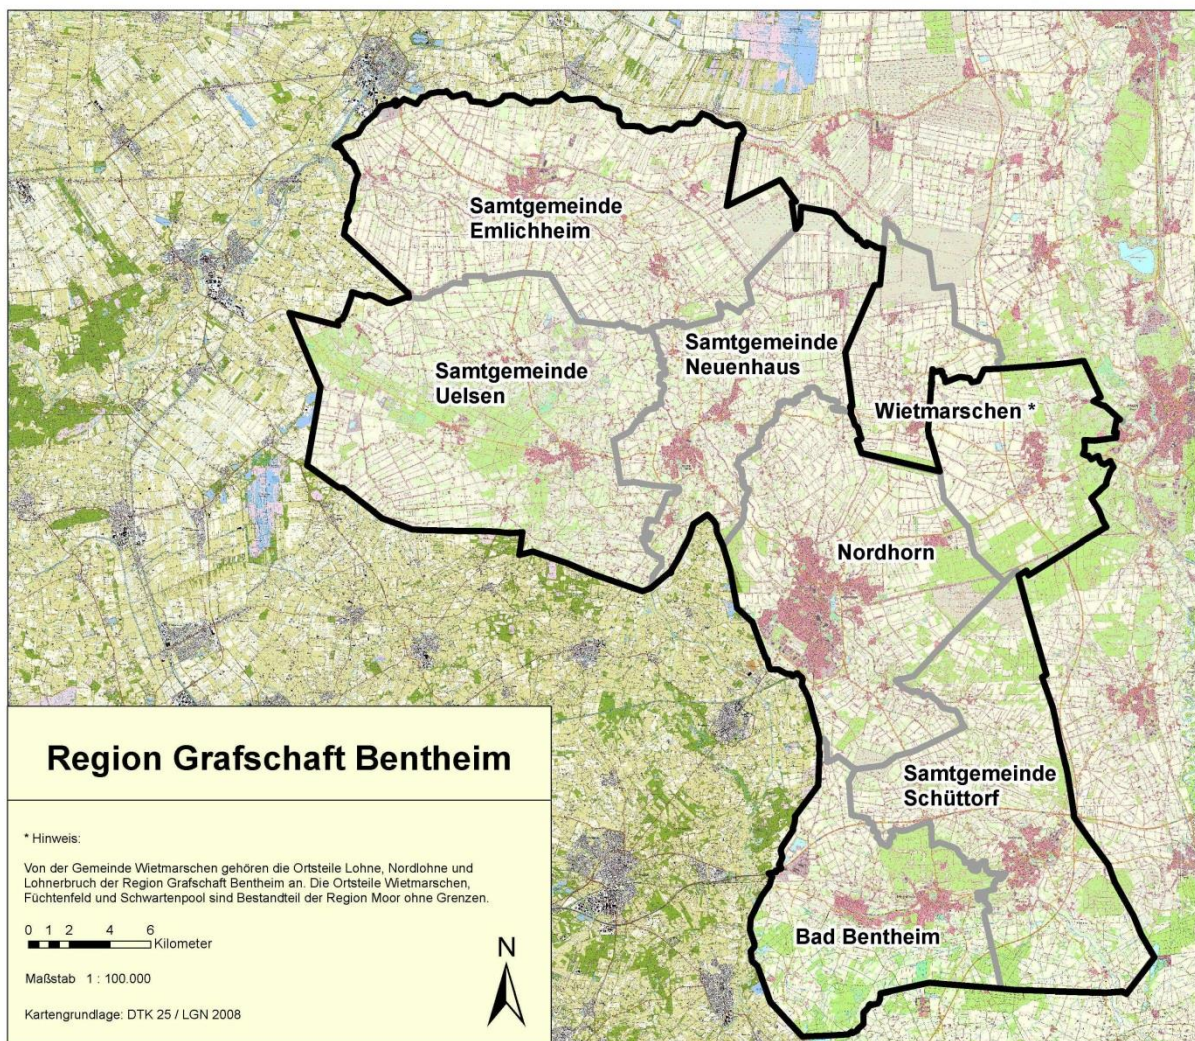 Samtgemeinde
Emlichheim
Samtgemeinde
Uelsen
Samtgemeinde
Neuenhaus
Wietmarschen *
Nordhorn
Samtgemeinde
Schüttorf
Bad Bentheim
Region Grafschaft Bentheim
* Hinweis:
Von der Gemeinde Wietmarschen gehören die Ortsteile Lohne, Nordlohne und
Lohnerbruch der Region Grafschaft Bentheim an. Die Ortsteile Wietmarschen,
Füchtenfeld und Schwartenpool sind Bestandteil der Region Moor ohne Grenzen.
0 1 2 4 6
Kilometer
Maßstab 1 : 100.000
Kartengrundlage: DTK 25 / LGN 2008
N